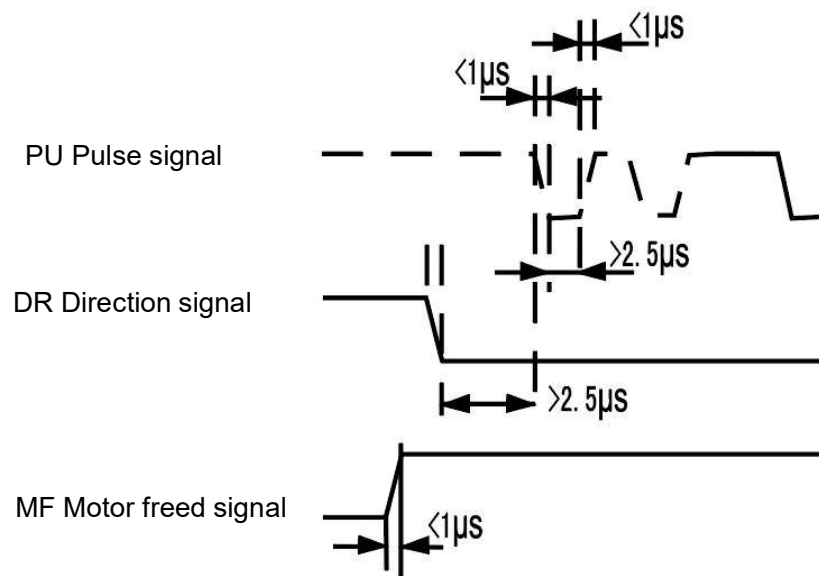 <1μs
<1μs
PU Pulse signal
>2.5μs
DR Direction signal
>2.5μs
MF Motor freed signal
<1μs